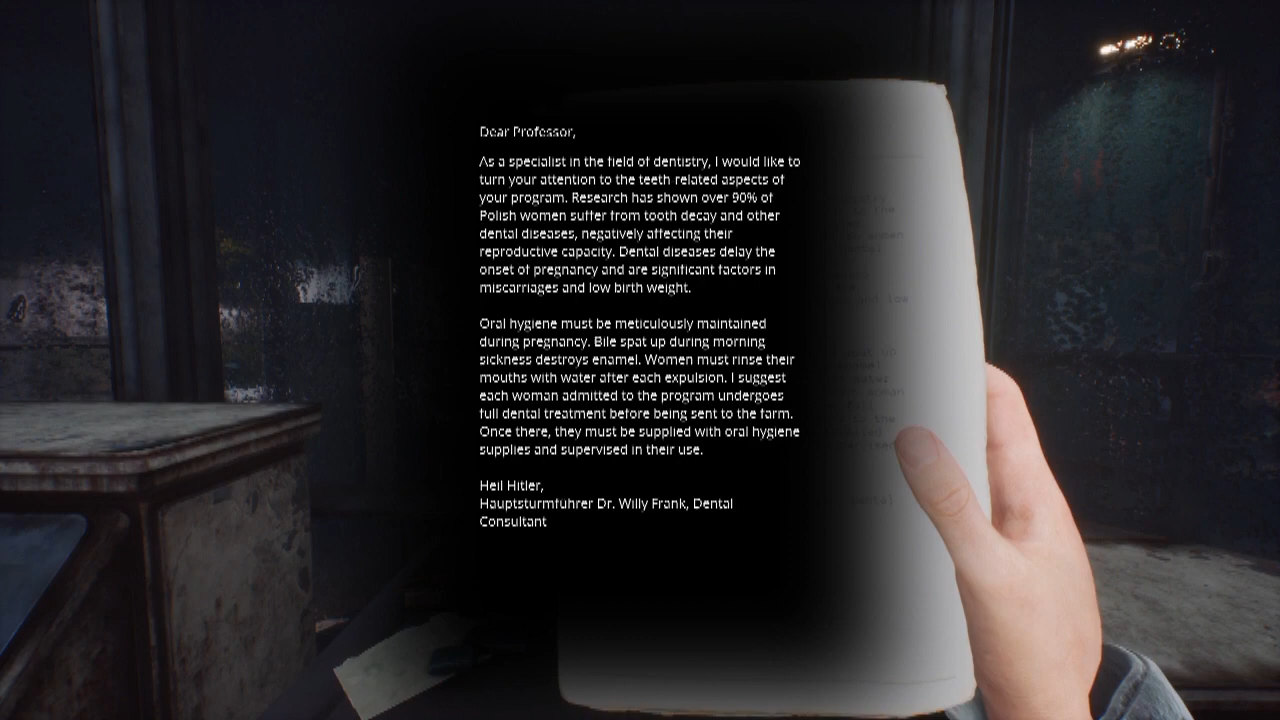 Dear Professor,
As a specialist in the field of dentistry, I would like to
turn your attention to the teeth related aspects of
your program. Research has shown over 90% of
Polish women suffer from tooth decay and other
dental diseases, negatively affecting their
reproductive capacity. Dental diseases delay the
onset of pregnancy and are significant factors in
miscarriages and low birth weight.
Oral hygiene must be meticulously maintained
during pregnancy. Bile spat up during morning
sickness destroys enamel. Women must rinse their
mouths with water after each expulsion. I suggest
each woman admitted to the program undergoes
full dental treatment before being sent to the farm.
Once there, they must be supplied with oral hygiene
supplies and supervised in their use.
Heil Hitler,
Hauptsturmfuhrer Dr. Willy Frank, Dental
Consultant